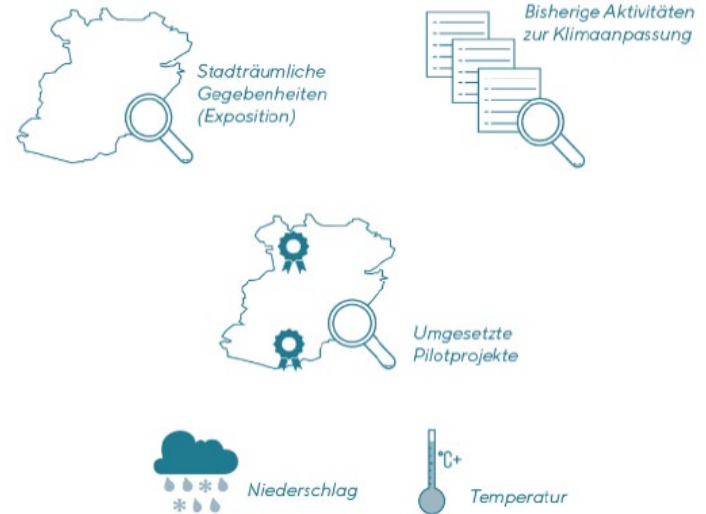 Stadträumliche
Gegebenheiten
(Exposition)
Bisherige Aktivitäten
zur Klimaanpassung
Umgesetzte
Pilotprojekte
Niederschlag
°C+
Temperatur